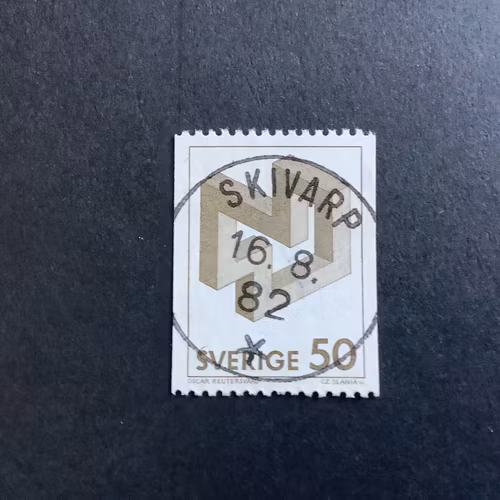 SKIVARP
16. 8.
82
SVERIGE 50
OSCAR REUTERSVÄRD CZ. SLANIA sc.